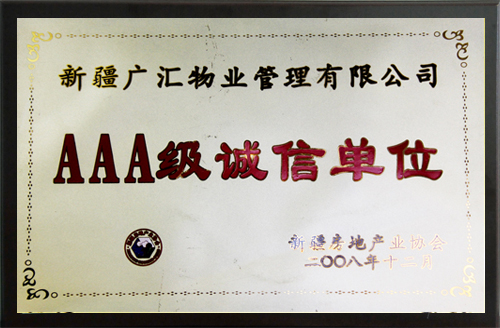 新疆广汇物业管理有限公司
AAA级诚信单位
新疆房地产业协会
二〇〇八年十二月